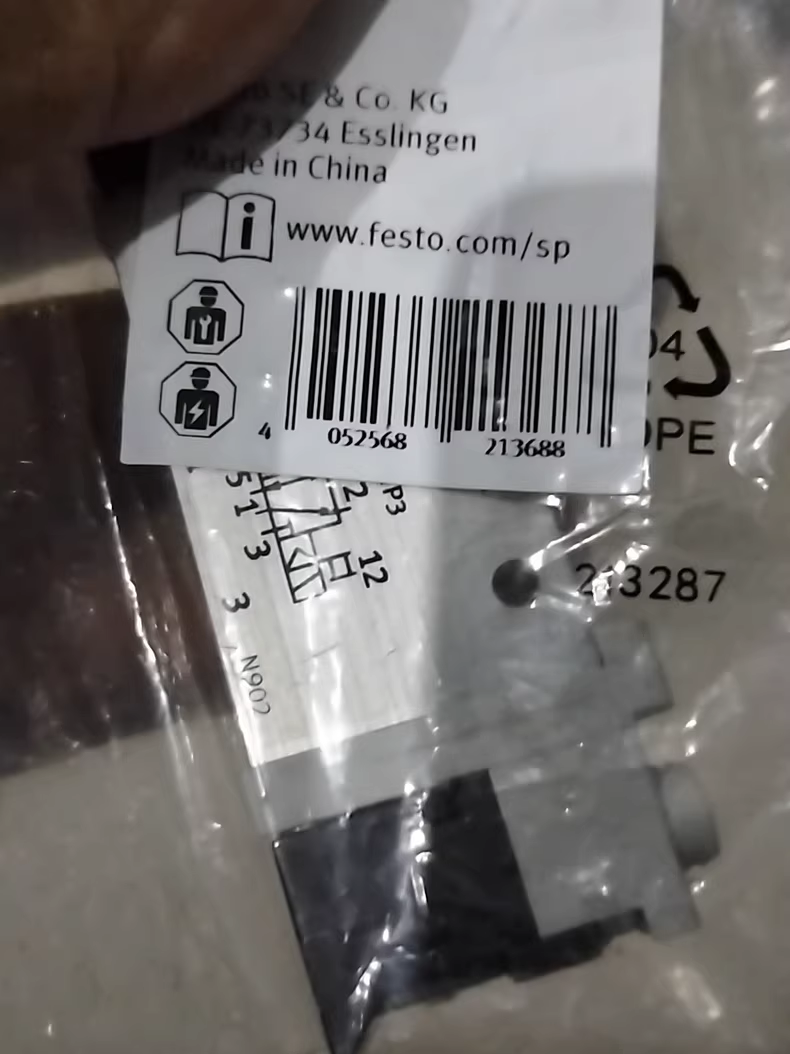 & Co. KG
73734 Esslingen
Made in China
www.festo.com/sp
4 052568 213688
04
PE
5 1 3
2
P3
12
3
N902
213287